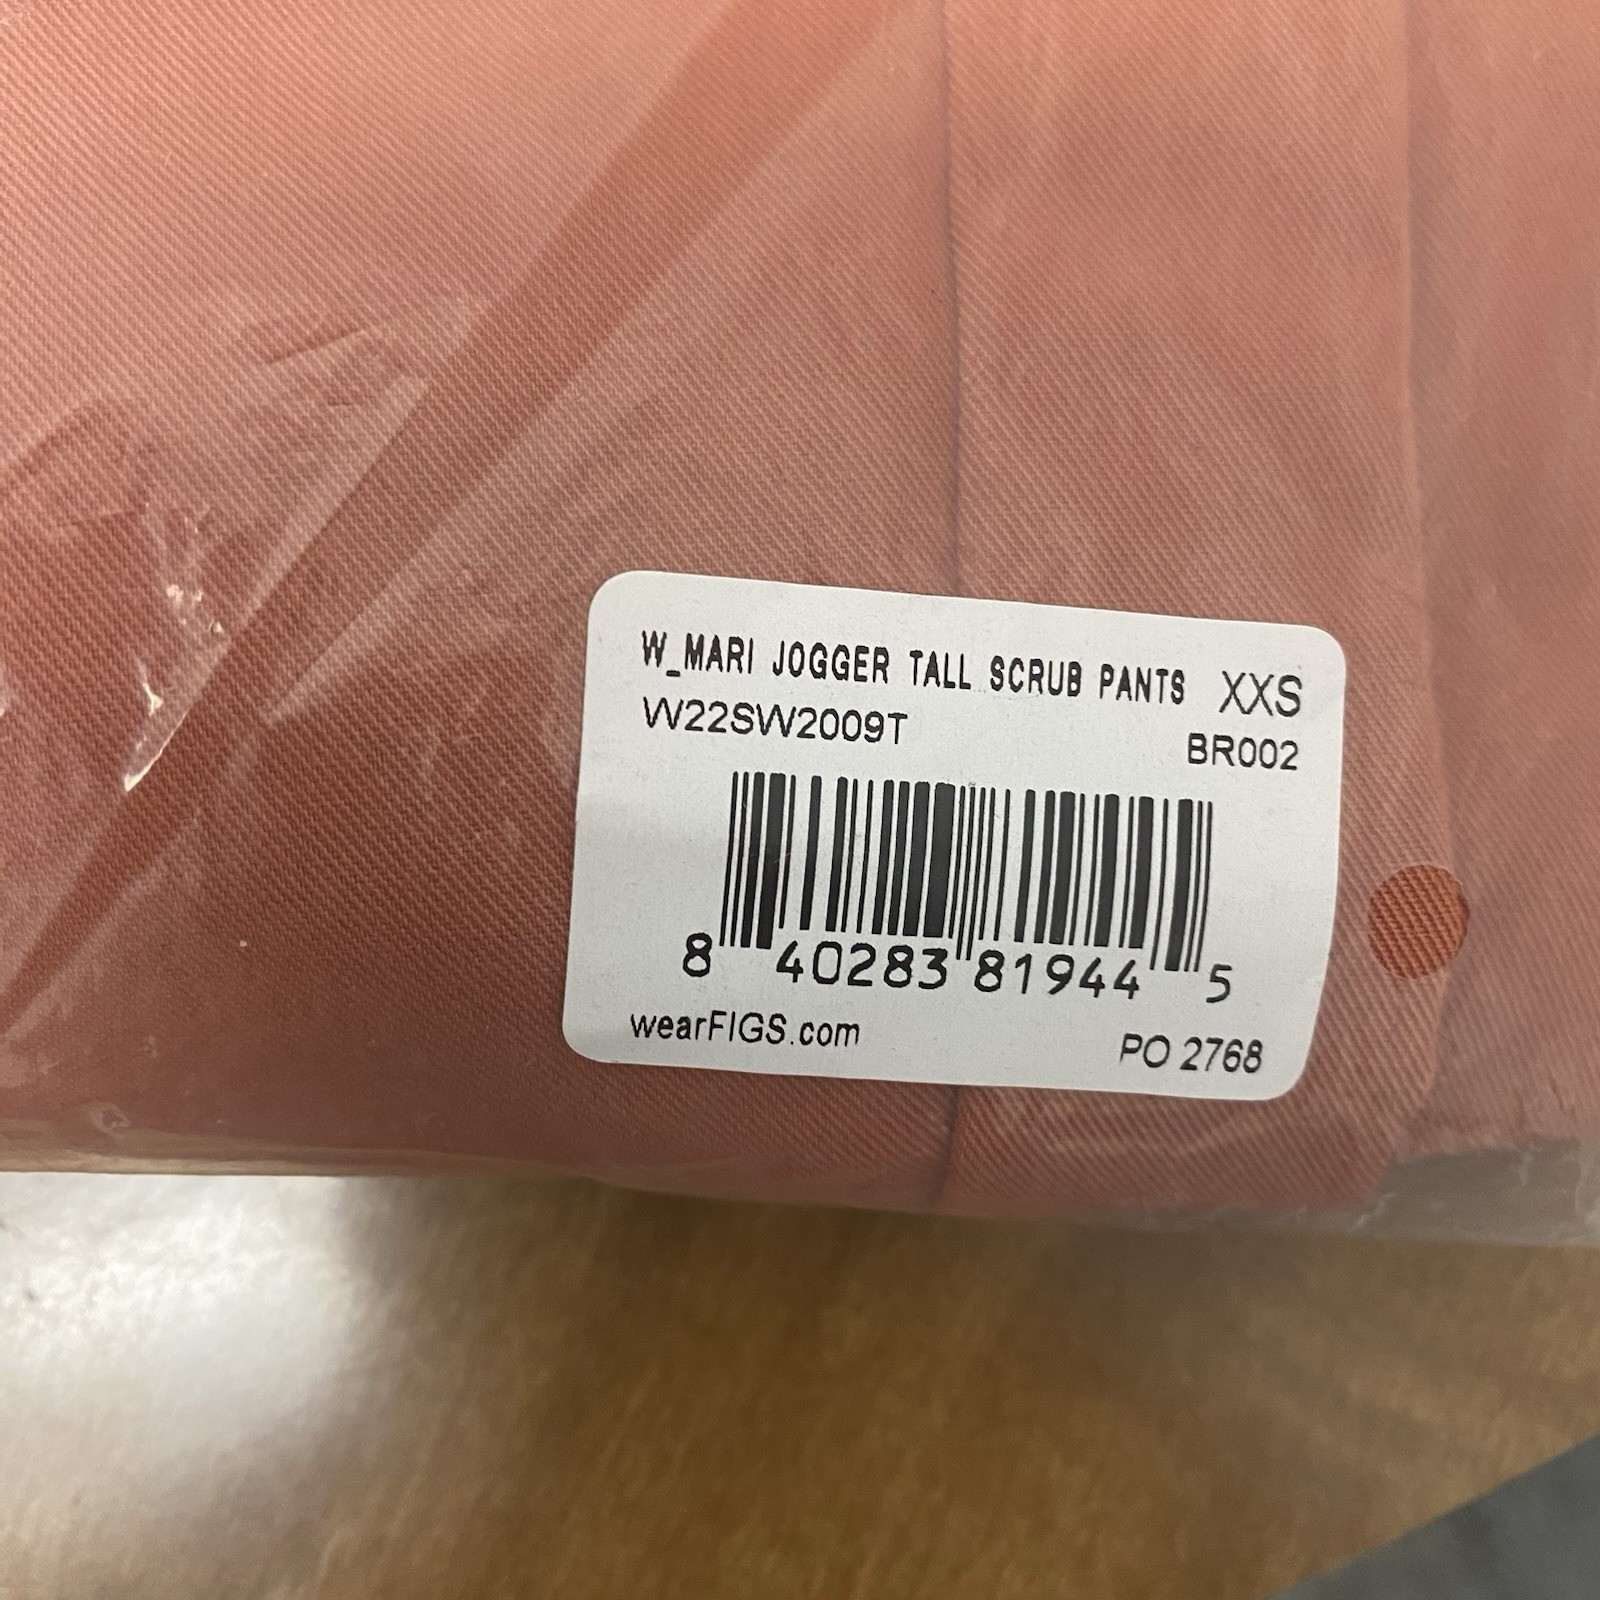 W_MARI JOGGER TALL SCRUB PANTS XXS
W22SW2009T BR002
8 40283 81944 5
wearFIGS.com PO 2768